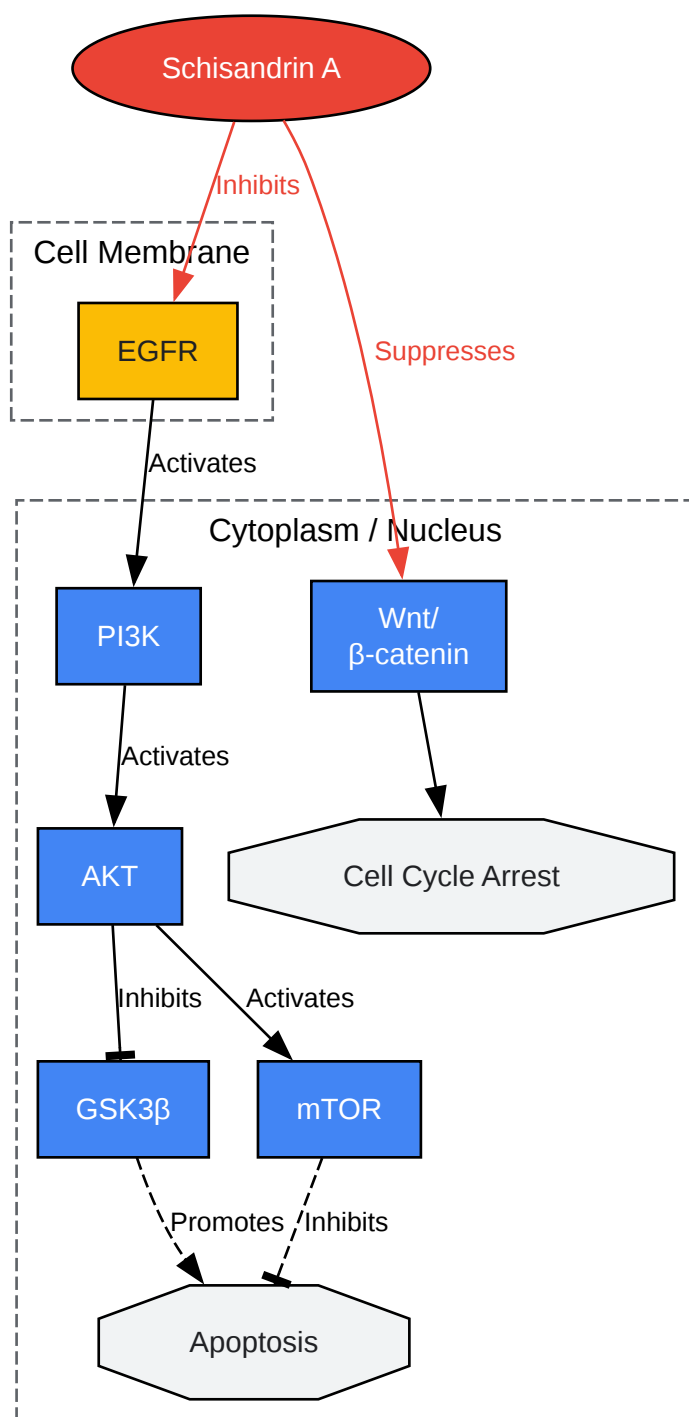 Schisandrin A
Inhibits
Cell Membrane
EGFR
Suppresses
Activates
Cytoplasm / Nucleus
PI3K
Wnt/
β-catenin
Activates
AKT
Cell Cycle Arrest
Inhibits
Activates
GSK3β
mTOR
Promotes
Inhibits
Apoptosis